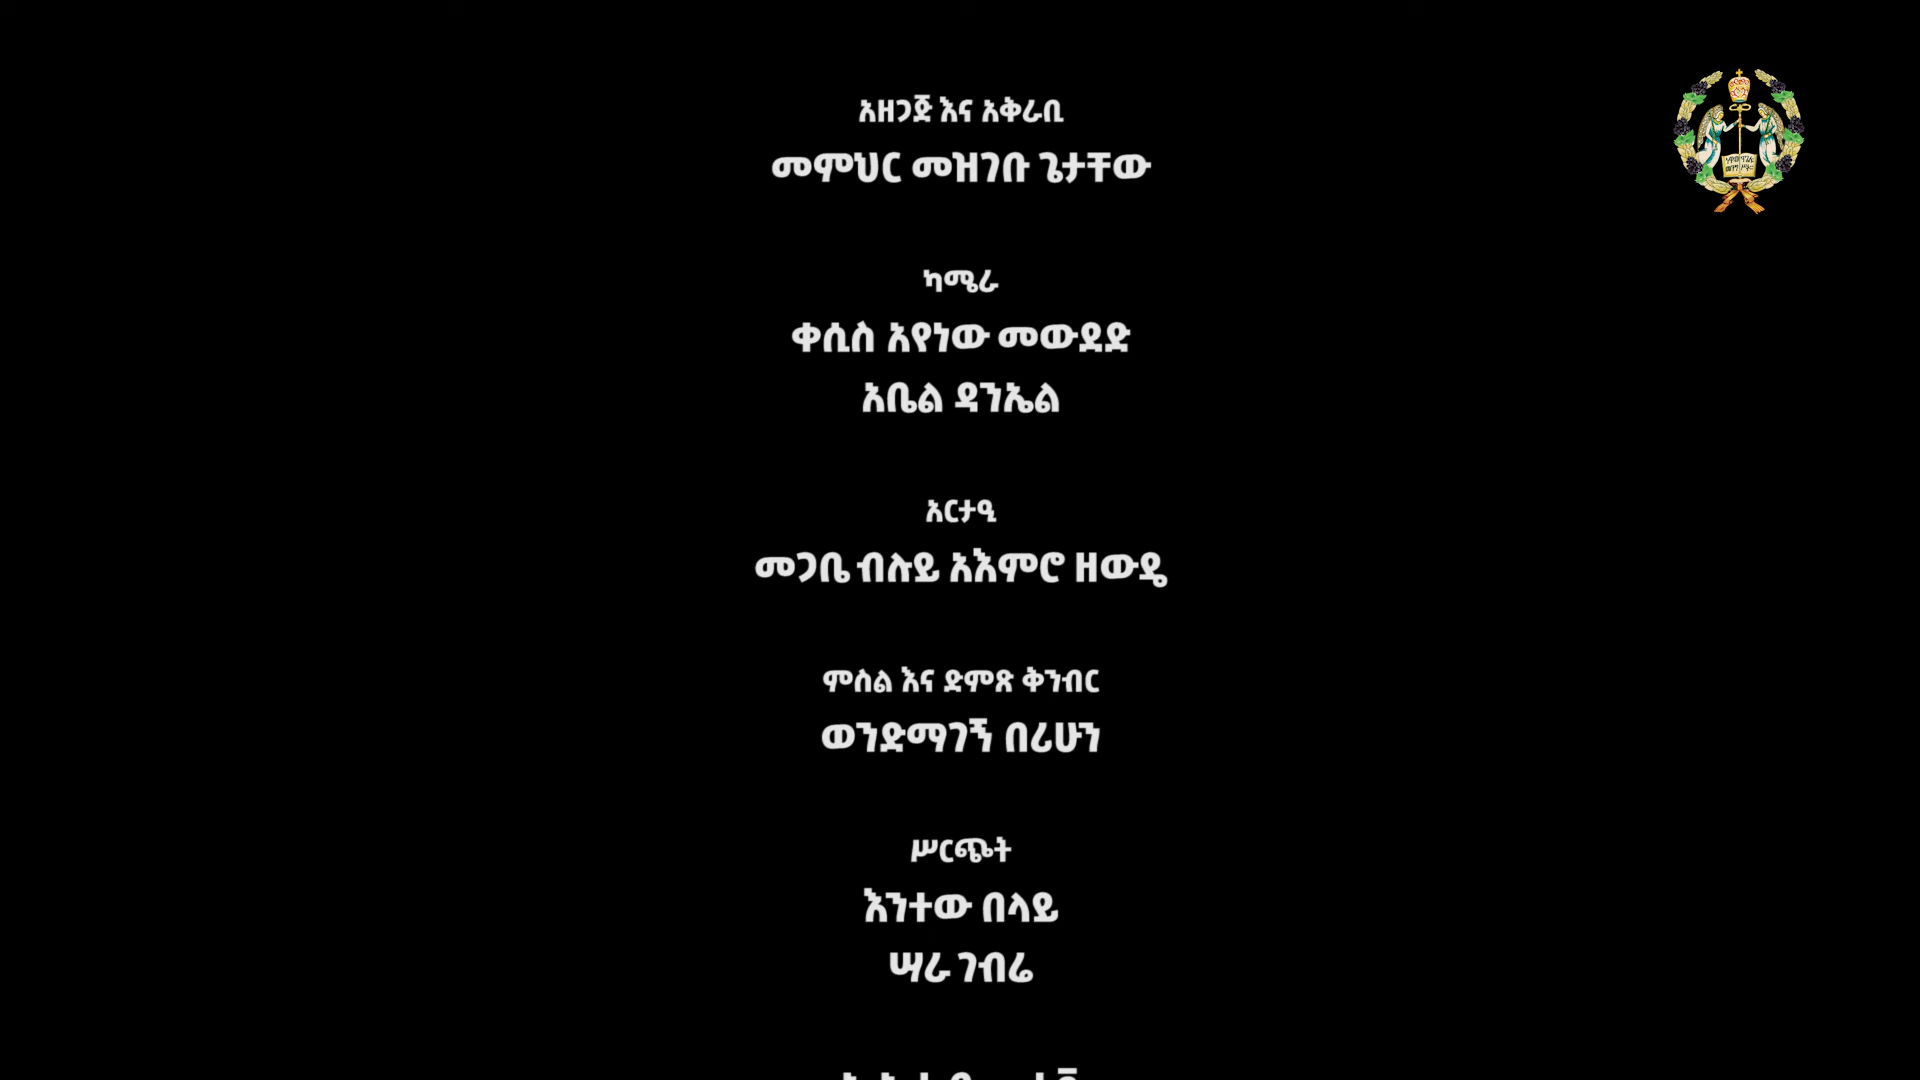 አዘጋጅ እና አቅራቢ
መምህር መዝገቡ ጌታቸው
ካሜራ
ቀሲስ አየነው መውደድ
አቤል ዳንኤል
አርታዒ
መጋቤ ብሉይ አእምሮ ዘውዴ
ምስል እና ድምጽ ቅንብር
ወንድማገኝ በሪሁን
ሥርጭት
እንተው በላይ
ሣራ ገብሬ